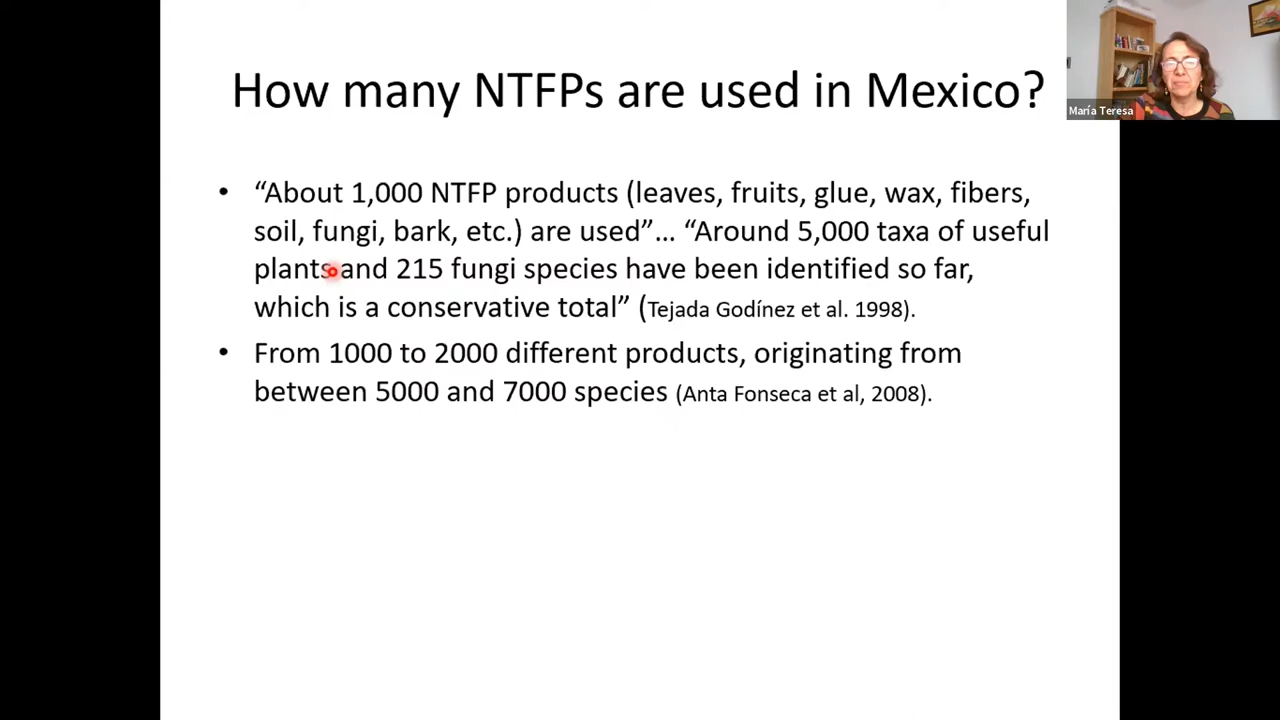 How many NTFPs are used in Mexico?
María Teresa
• “About 1,000 NTFP products (leaves, fruits, glue, wax, fibers,
soil, fungi, bark, etc.) are used”… “Around 5,000 taxa of useful
plants and 215 fungi species have been identified so far,
which is a conservative total” (Tejada Godínez et al. 1998).
• From 1000 to 2000 different products, originating from
between 5000 and 7000 species (Anta Fonseca et al, 2008).